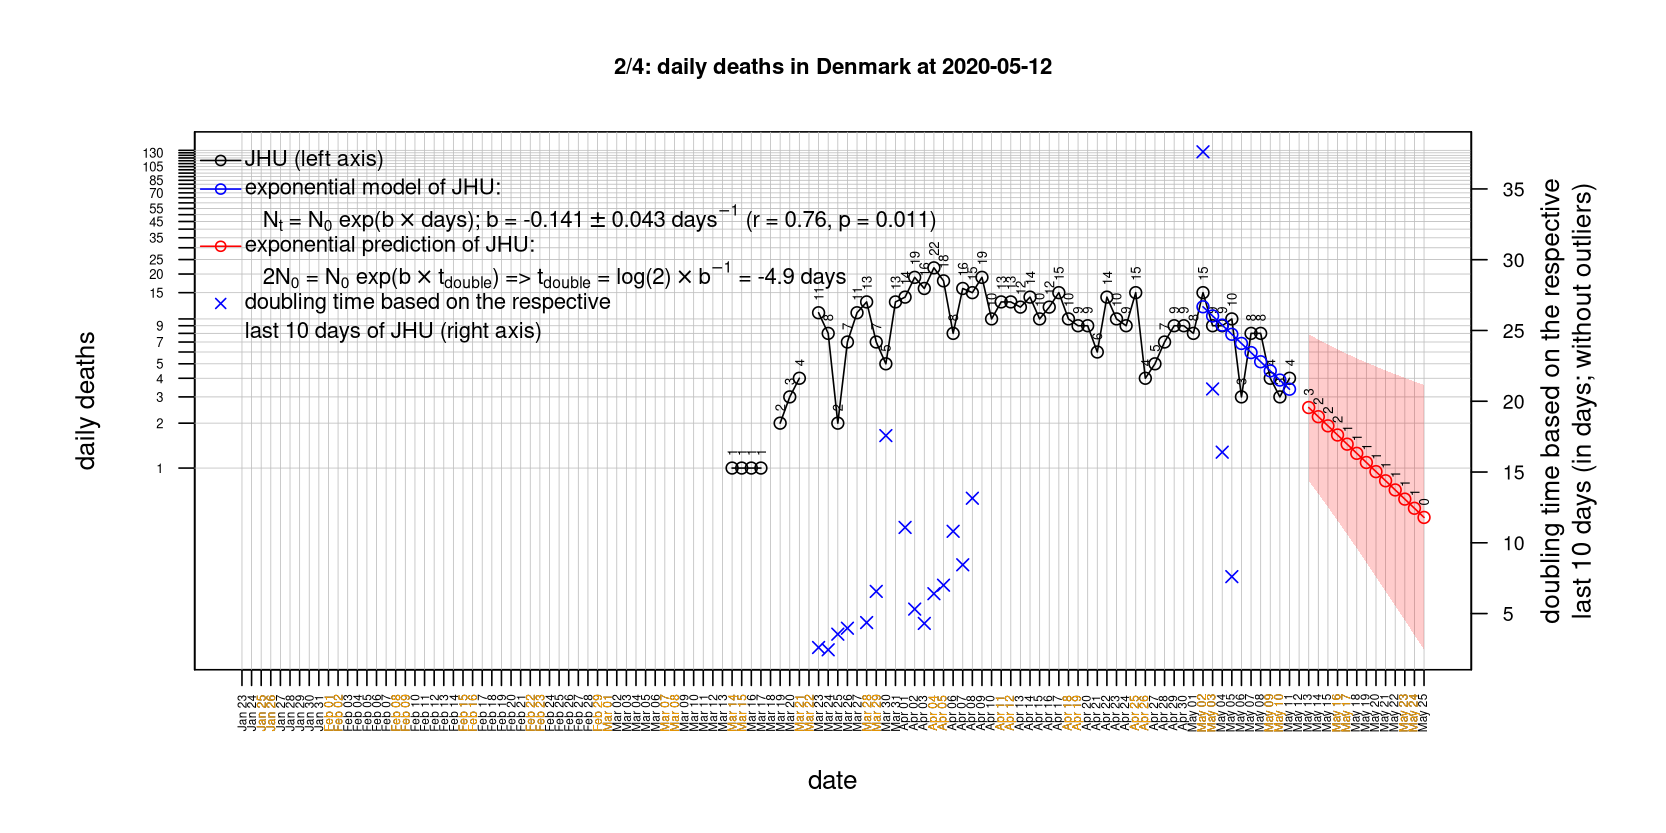 2/4: daily deaths in Denmark at 2020-05-12
JHU (left axis)
exponential model of JHU:
Nt = N0 exp(b × days); b = -0.141 ± 0.043 days−1 (r = 0.76, p = 0.011)
exponential prediction of JHU:
2N0 = N0 exp(b × tdouble) => tdouble = log(2) × b−1 = -4.9 days
doubling time based on the respective
last 10 days of JHU (right axis)
daily deaths
130
105
85
70
55
45
35
25
20
15
9
7
5
4
3
2
1
35
30
25
20
15
10
5
doubling time based on the respective
last 10 days (in days; without outliers)
1 1 1 1 2 3 4 11 8 2 7 11 13 7 5 13 14 19 16 22 18 8 16 15 19 10 13 13 12 14 10 12 15 10 9 9 6 14 10 9 15 4 5 7 9 9 8 15 9 9 10 3 8 8 4 3 4
3 2 2 2 1 1 1 1 1 1 1 1 0
Jan 23 Jan 24 Jan 25 Jan 26 Jan 27 Jan 28 Jan 29 Jan 30 Jan 31 Feb 01 Feb 02 Feb 03 Feb 04 Feb 05 Feb 06 Feb 07 Feb 08 Feb 09 Feb 10 Feb 11 Feb 12 Feb 13 Feb 14 Feb 15 Feb 16 Feb 17 Feb 18 Feb 19 Feb 20 Feb 21 Feb 22 Feb 23 Feb 24 Feb 25 Feb 26 Feb 27 Feb 28 Feb 29 Mar 01 Mar 02 Mar 03 Mar 04 Mar 05 Mar 06 Mar 07 Mar 08 Mar 09 Mar 10 Mar 11 Mar 12 Mar 13 Mar 14 Mar 15 Mar 16 Mar 17 Mar 18 Mar 19 Mar 20 Mar 21 Mar 22 Mar 23 Mar 24 Mar 25 Mar 26 Mar 27 Mar 28 Mar 29 Mar 30 Mar 31 Apr 01 Apr 02 Apr 03 Apr 04 Apr 05 Apr 06 Apr 07 Apr 08 Apr 09 Apr 10 Apr 11 Apr 12 Apr 13 Apr 14 Apr 15 Apr 16 Apr 17 Apr 18 Apr 19 Apr 20 Apr 21 Apr 22 Apr 23 Apr 24 Apr 25 Apr 26 Apr 27 Apr 28 Apr 29 Apr 30 May 01 May 02 May 03 May 04 May 05 May 06 May 07 May 08 May 09 May 10 May 11 May 12 May 13 May 14 May 15 May 16 May 17 May 18 May 19 May 20 May 21 May 22 May 23 May 24 May 25
date